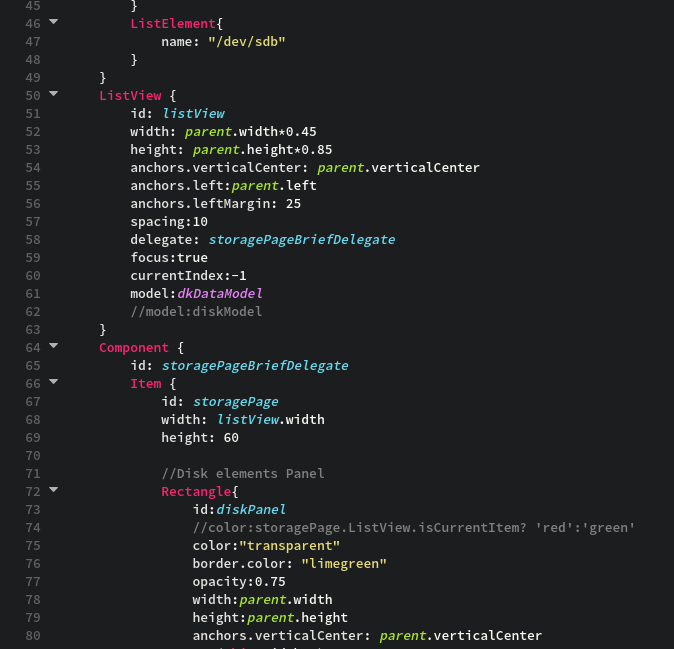 45 }
46 ListElement{
47 name: "/dev/sdb"
48 }
49 }
50 ListView {
51 id: listView
52 width: parent.width*0.45
53 height: parent.height*0.85
54 anchors.verticalCenter: parent.verticalCenter
55 anchors.left:parent.left
56 anchors.leftMargin: 25
57 spacing:10
58 delegate: storagePageBriefDelegate
59 focus:true
60 currentIndex:-1
61 model:dkDataModel
62 //model:diskModel
63 }
64 Component {
65 id: storagePageBriefDelegate
66 Item {
67 id: storagePage
68 width: listView.width
69 height: 60
70
71 //Disk elements Panel
72 Rectangle{
73 id:diskPanel
74 //color:storagePage.ListView.isCurrentItem? 'red':'green'
75 color:"transparent"
76 border.color: "limegreen"
77 opacity:0.75
78 width:parent.width
79 height:parent.height
80 anchors.verticalCenter: parent.verticalCenter